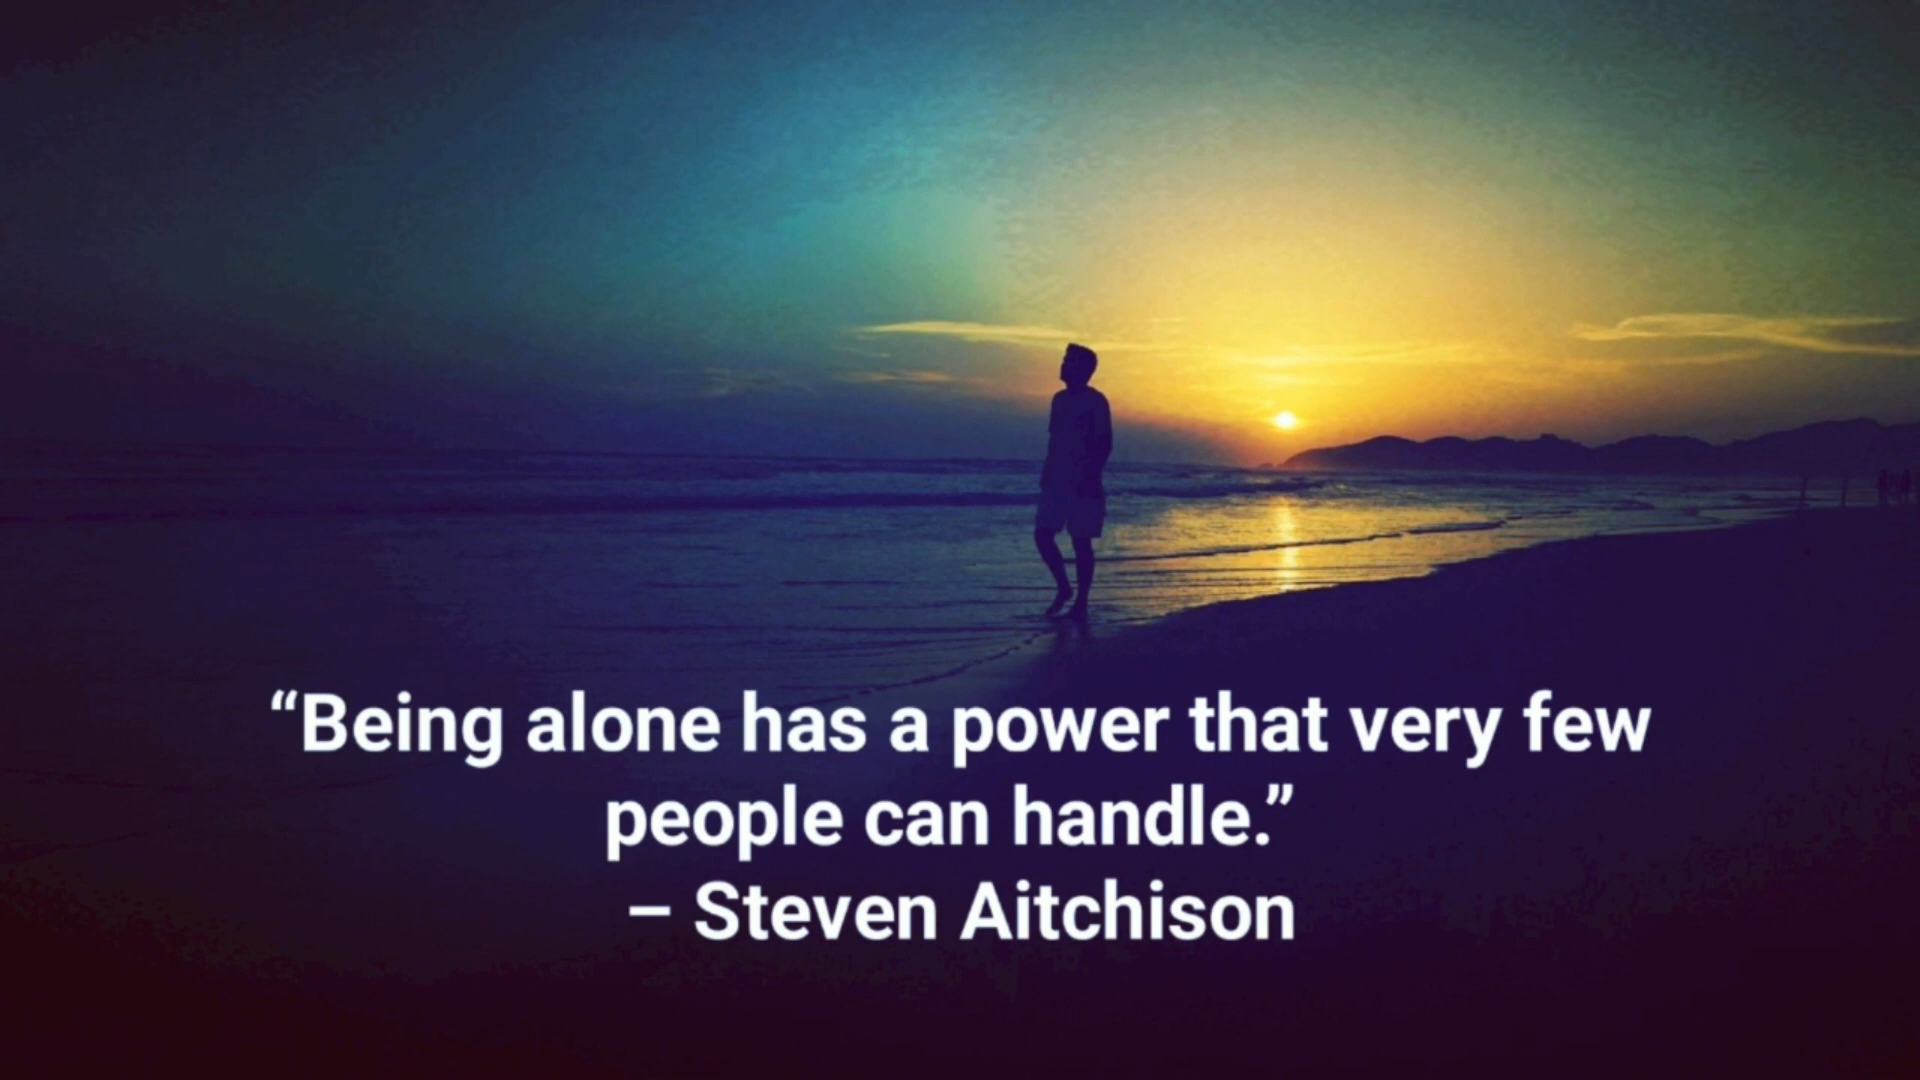 “Being alone has a power that very few
people can handle.”
– Steven Aitchison